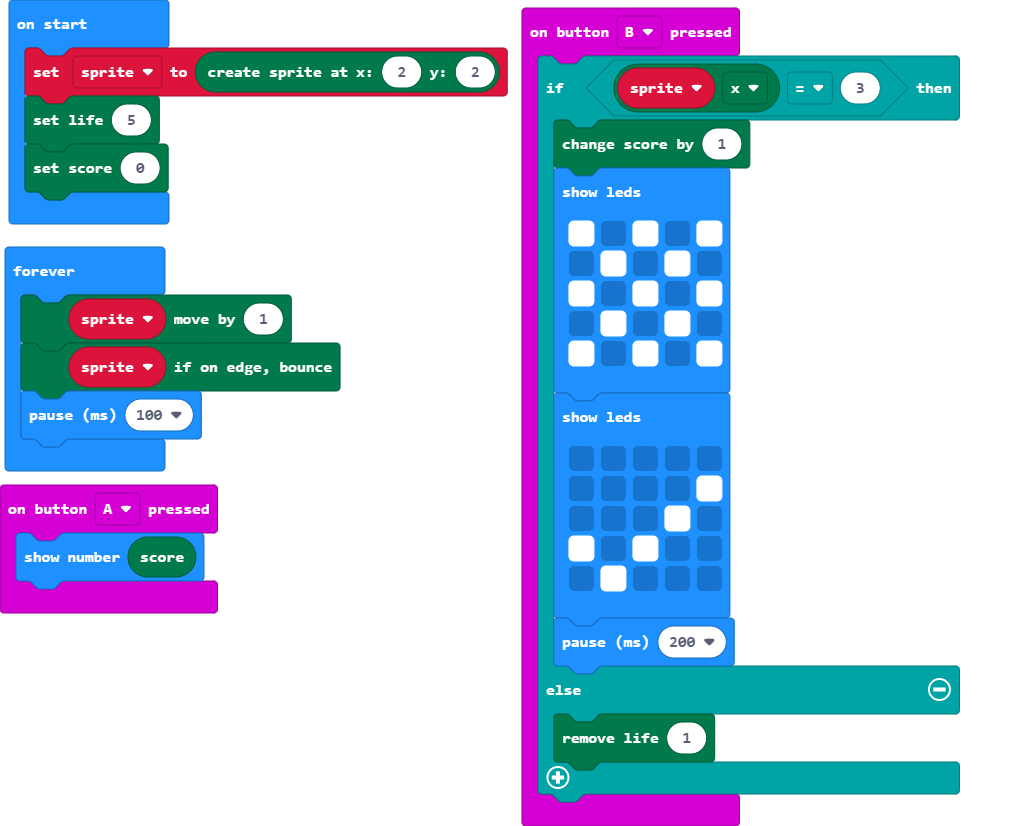 on start
set sprite to create sprite at x: 2 y: 2
set life 5
set score 0
forever
sprite move by 1
sprite if on edge, bounce
pause (ms) 100
on button A pressed
show number score
on button B pressed
if sprite x = 3 then
change score by 1
show leds
show leds
pause (ms) 200
else
remove life 1